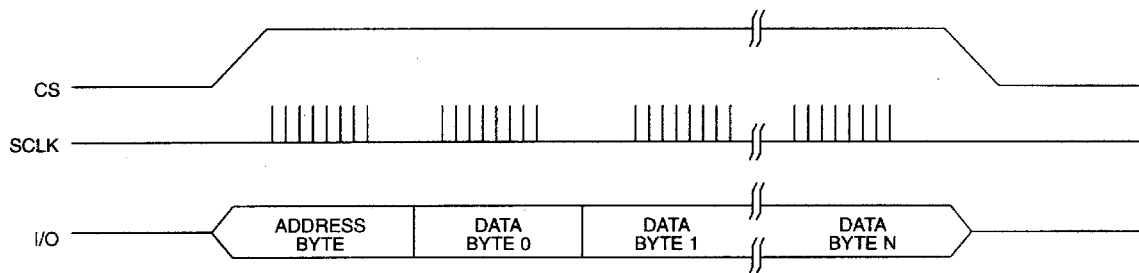 CS
SCLK
I/O
ADDRESS
BYTE
DATA
BYTE 0
DATA
BYTE 1
DATA
BYTE N